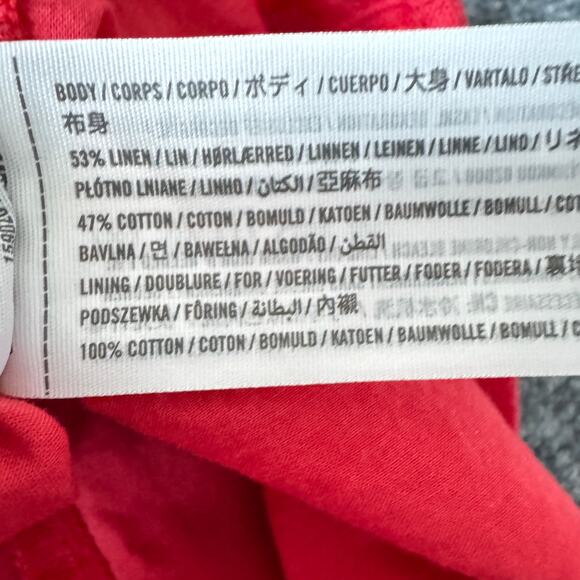 BODY / CORPS / CORPO / ボディ / CUERPO / 大身 / VARTALO / STRE
布身
53% LINEN / LIN / HØRLÆRRED / LINNEN / LEINEN / LINNE / LINO / リネ
PŁÓTNO LNIANE / LINHO / الكتان / 亞麻布
47% COTTON / COTON / BOMULD / KATOEN / BAUMWOLLE / BOMULL / COT
BAVLNA / 면 / BAWEŁNA / ALGODÃO / القطن
LINING / DOUBLURE / FOR / VOERING / FUTTER / FODER / FODERA / 裏地
PODSZEWKA / FÔRING / البطانة / 內襯
100% COTTON / COTON / BOMULD / KATOEN / BAUMWOLLE / BOMULL / C